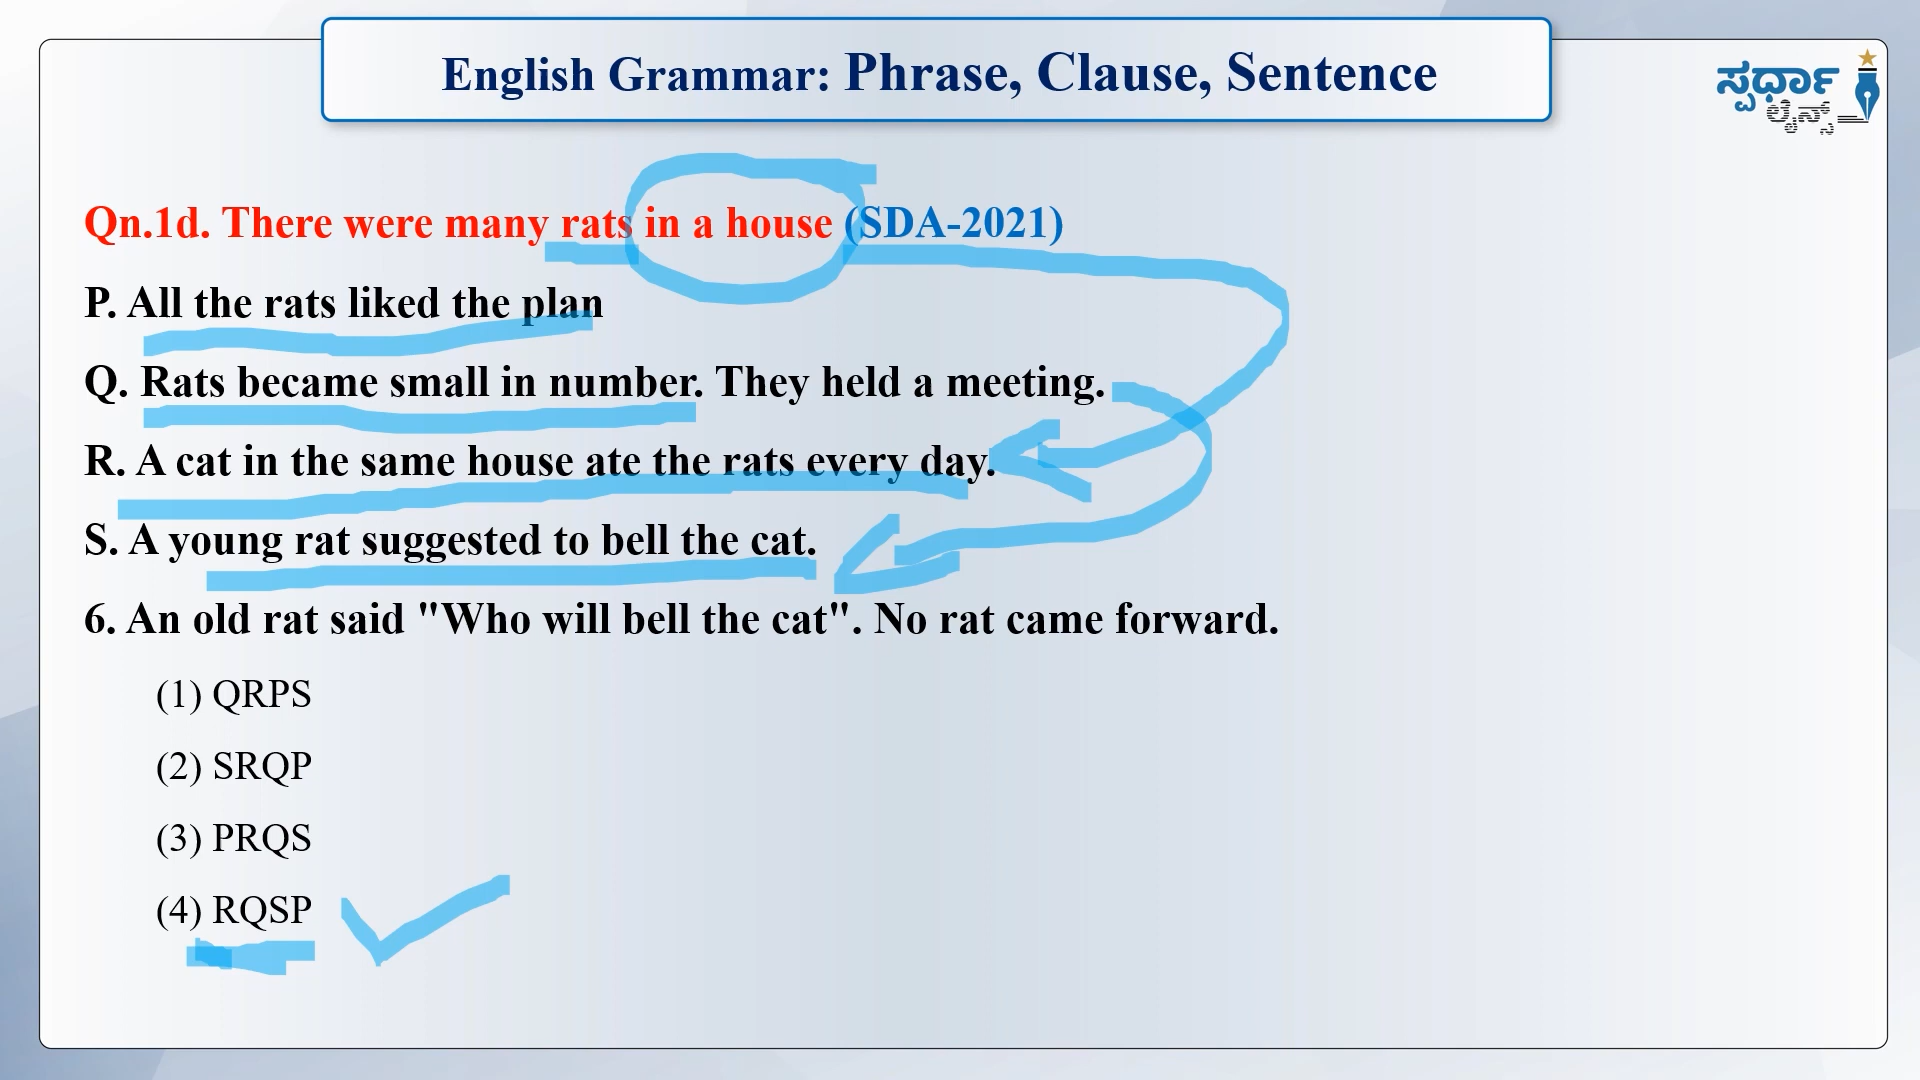 English Grammar: Phrase, Clause, Sentence
ಸ್ಪರ್ಧಾ
ಲೈನ್ಸ್
Qn.1d. There were many rats in a house (SDA-2021)
P. All the rats liked the plan
Q. Rats became small in number. They held a meeting.
R. A cat in the same house ate the rats every day.
S. A young rat suggested to bell the cat.
6. An old rat said "Who will bell the cat". No rat came forward.
(1) QRPS
(2) SRQP
(3) PRQS
(4) RQSP